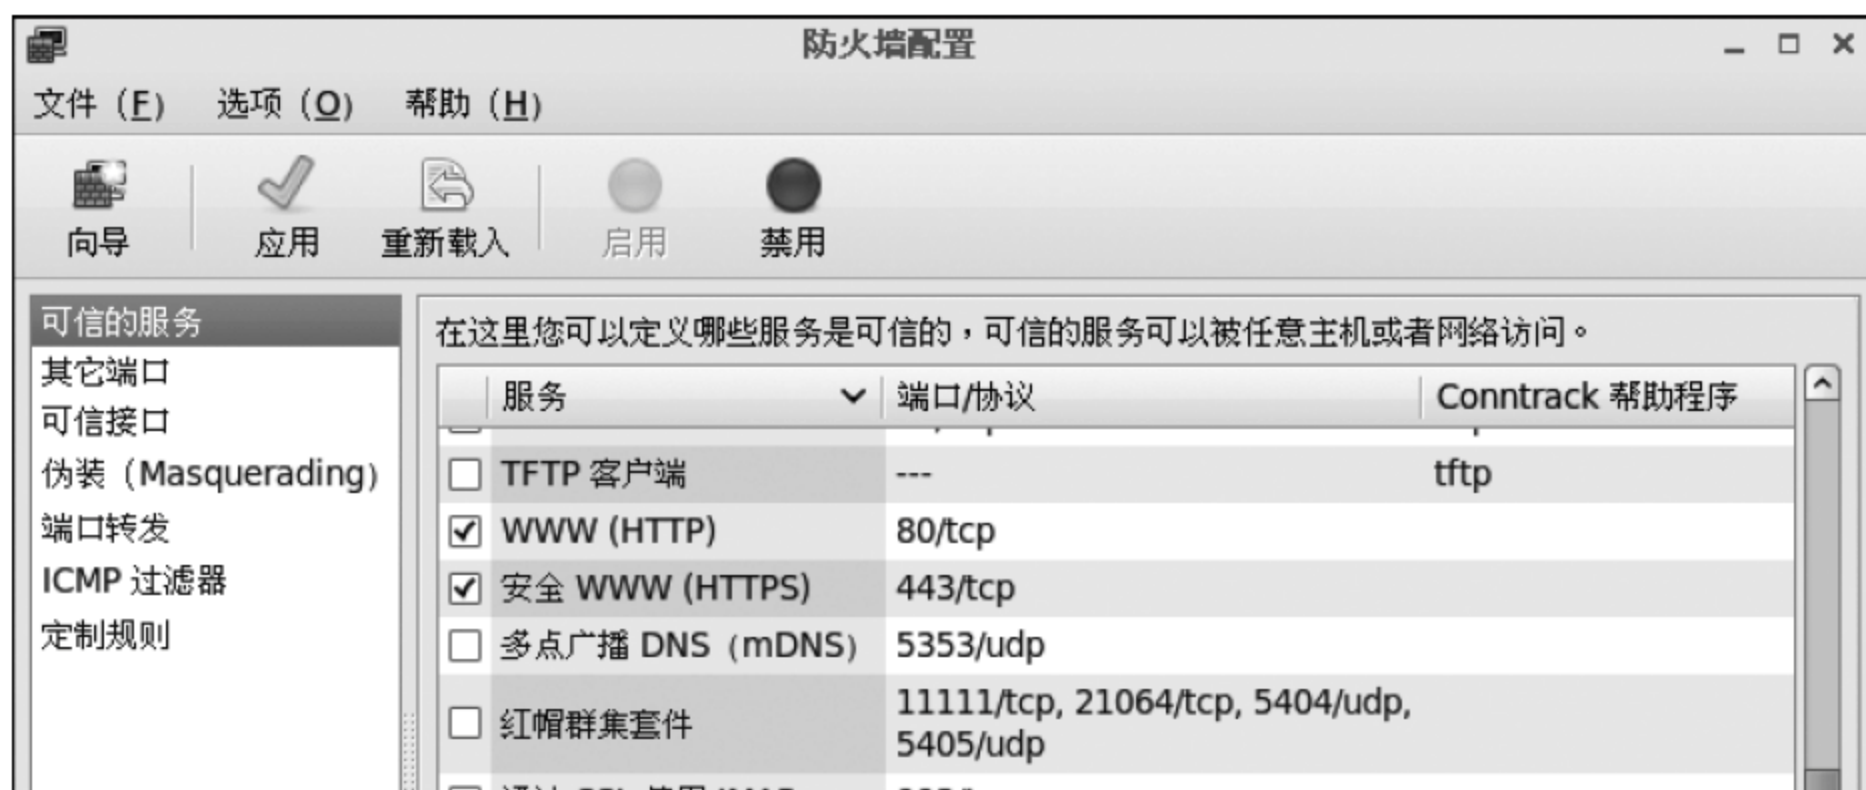 防火墙配置
文件（F） 选项（O） 帮助（H）
向导 应用 重新载入 启用 禁用
可信的服务
其它端口
可信接口
伪装（Masquerading）
端口转发
ICMP 过滤器
定制规则
在这里您可以定义哪些服务是可信的，可信的服务可以被任意主机或者网络访问。
服务 端口/协议 Conntrack 帮助程序
TFTP 客户端 --- tftp
WWW (HTTP) 80/tcp
安全 WWW (HTTPS) 443/tcp
多点广播 DNS（mDNS） 5353/udp
红帽群集套件 11111/tcp, 21064/tcp, 5404/udp,
5405/udp